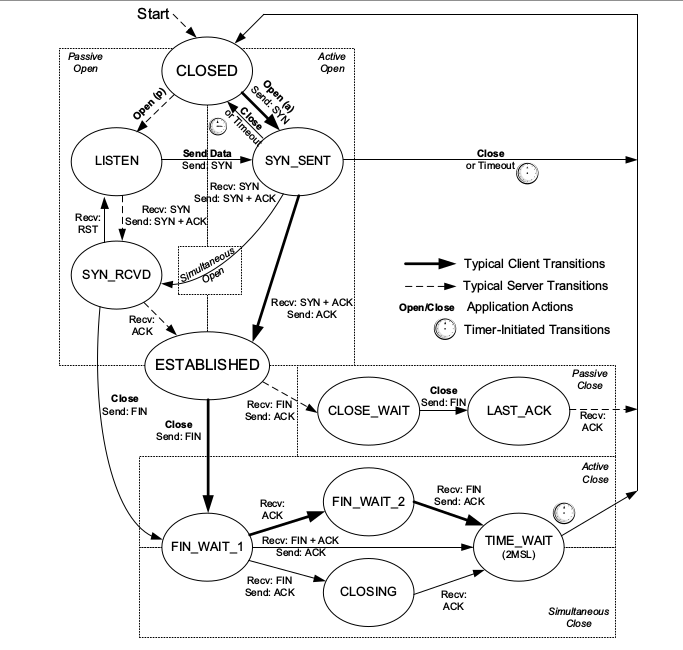 Start
Passive
Open
Active
Open
CLOSED
Open (p)
Open (a)
Send: SYN
Close
or Timeout
LISTEN
Send Data
Send: SYN
SYN_SENT
Close
or Timeout
Recv: SYN
Send: SYN + ACK
Recv: SYN
Send: SYN + ACK
Recv:
RST
SYN_RCVD
Simultaneous
Open
Typical Client Transitions
Typical Server Transitions
Open/Close Application Actions
Timer-Initiated Transitions
Recv: SYN + ACK
Send: ACK
Recv:
ACK
ESTABLISHED
Passive
Close
Close
Send: FIN
Recv: FIN
Send: ACK
CLOSE_WAIT
Close
Send: FIN
LAST_ACK
Recv:
ACK
Close
Send: FIN
Active
Close
FIN_WAIT_2
Recv:
ACK
Recv: FIN
Send: ACK
FIN_WAIT_1
Recv: FIN + ACK
Send: ACK
TIME_WAIT
(2MSL)
Recv: FIN
Send: ACK
CLOSING
Recv:
ACK
Simultaneous
Close